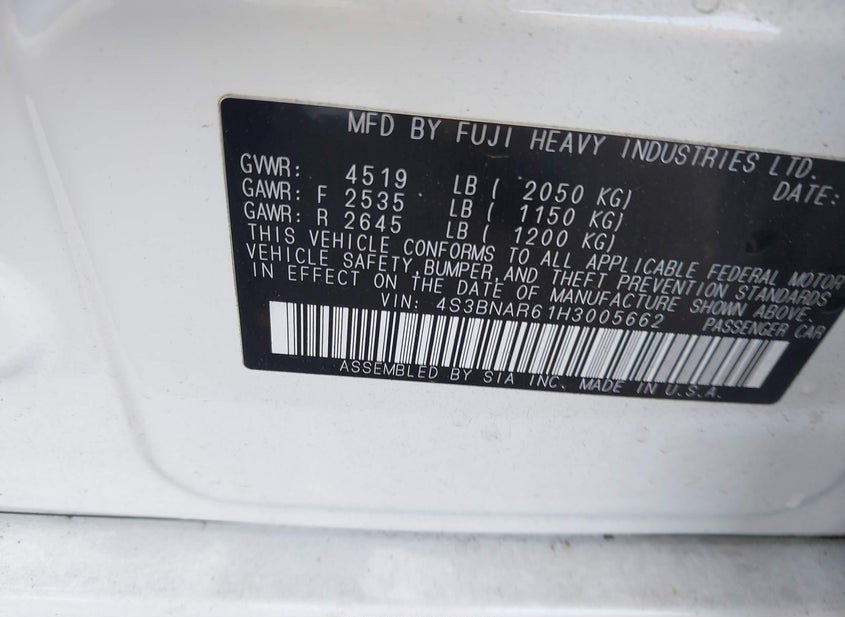 MFD BY FUJI HEAVY INDUSTRIES LTD.
DATE:
GVWR: 4519 LB ( 2050 KG)
GAWR: F 2535 LB ( 1150 KG)
GAWR: R 2645 LB ( 1200 KG)
THIS VEHICLE CONFORMS TO ALL APPLICABLE FEDERAL MOTOR
VEHICLE SAFETY, BUMPER, AND THEFT PREVENTION STANDARDS
IN EFFECT ON THE DATE OF MANUFACTURE SHOWN ABOVE.
VIN: 4S3BNAR61H3005662 PASSENGER CAR
ASSEMBLED BY SIA INC. MADE IN U.S.A.